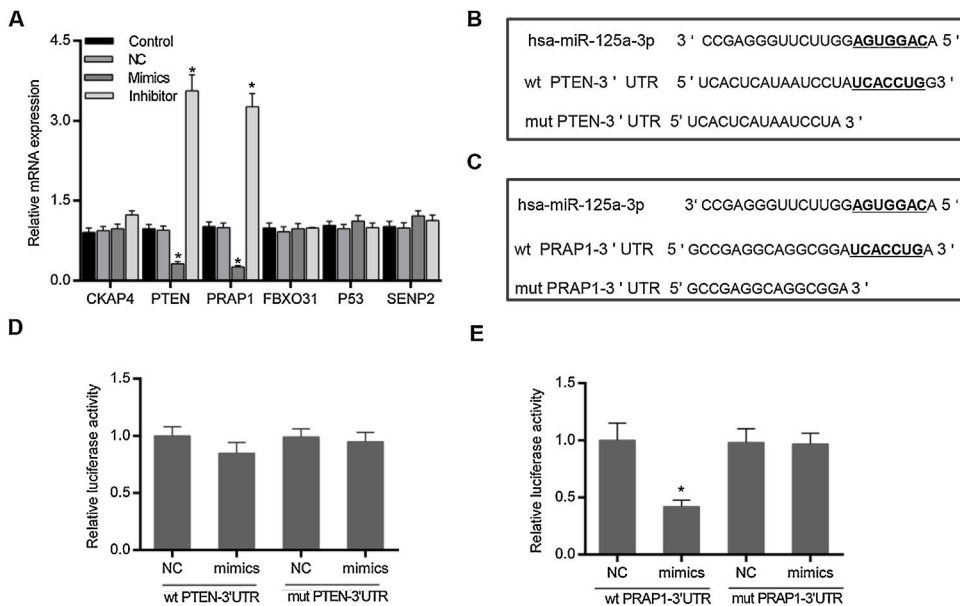 A
Control
NC
Mimics
Inhibitor
Relative mRNA expression
4.5
3.0
1.5
0.0
*
*
*
*
CKAP4 PTEN PRAP1 FBXO31 P53 SENP2
B
hsa-miR-125a-3p 3 ' CCGAGGGUUCUUGGAGUGGACA 5 '
wt PTEN-3 ' UTR 5 ' UCACUCAUAAUCCUAUCACCUGG3 '
mut PTEN-3 ' UTR 5' UCACUCAUAAUCCUA 3 '
C
hsa-miR-125a-3p 3' CCGAGGGUUCUUGGAGUGGACA 5 '
wt PRAP1-3 ' UTR 5 ' GCCGAGGCAGGCGGAUCACCUGA 3 '
mut PRAP1-3 ' UTR 5' GCCGAGGCAGGCGGA 3 '
D
Relative luciferase activity
1.5
1.0
0.5
0.0
NC mimics NC mimics
wt PTEN-3'UTR mut PTEN-3'UTR
E
Relative luciferase activity
1.5
1.0
0.5
0.0
*
NC mimics NC mimics
wt PRAP1-3'UTR mut PRAP1-3'UTR